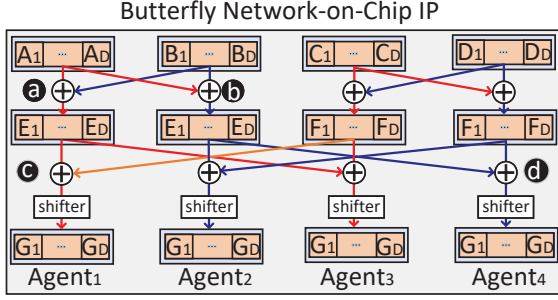 Butterfly Network-on-Chip IP
A1 ... AD B1 ... BD C1 ... CD D1 ... DD
a b
E1 ... ED E1 ... ED F1 ... FD F1 ... FD
c d
shifter shifter shifter shifter
G1 ... GD G1 ... GD G1 ... GD G1 ... GD
Agent1 Agent2 Agent3 Agent4